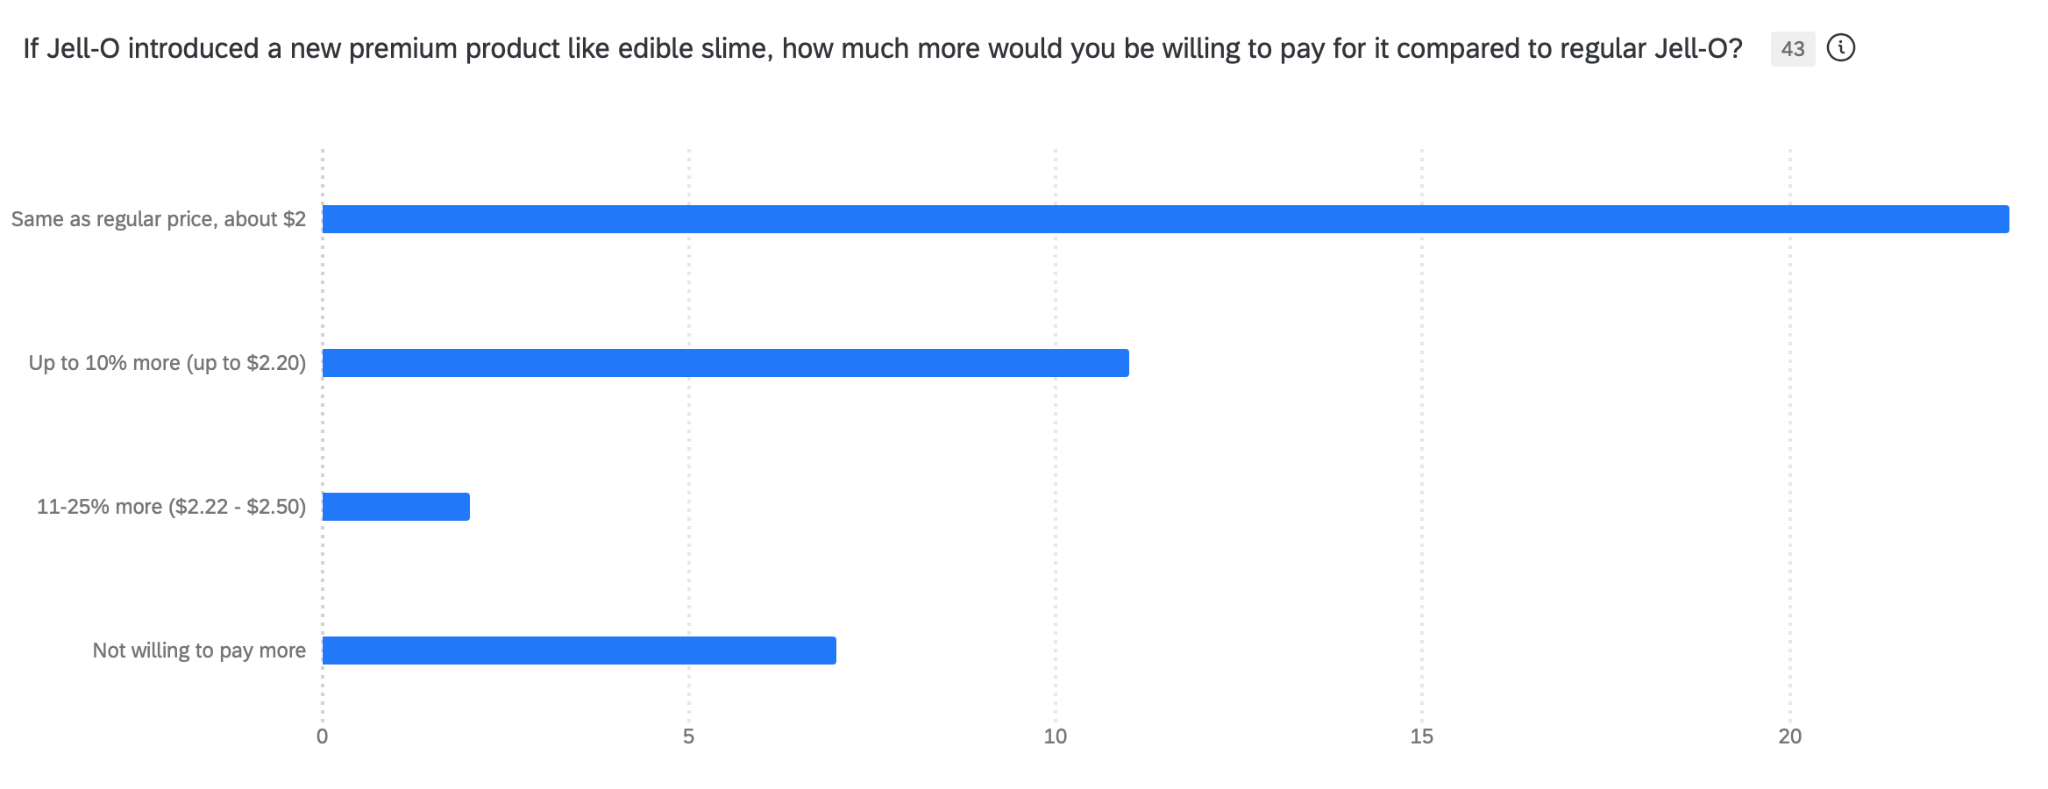 If Jell-O introduced a new premium product like edible slime, how much more would you be willing to pay for it compared to regular Jell-O? 43
Same as regular price, about $2
Up to 10% more (up to $2.20)
11-25% more ($2.22 - $2.50)
Not willing to pay more
0 5 10 15 20